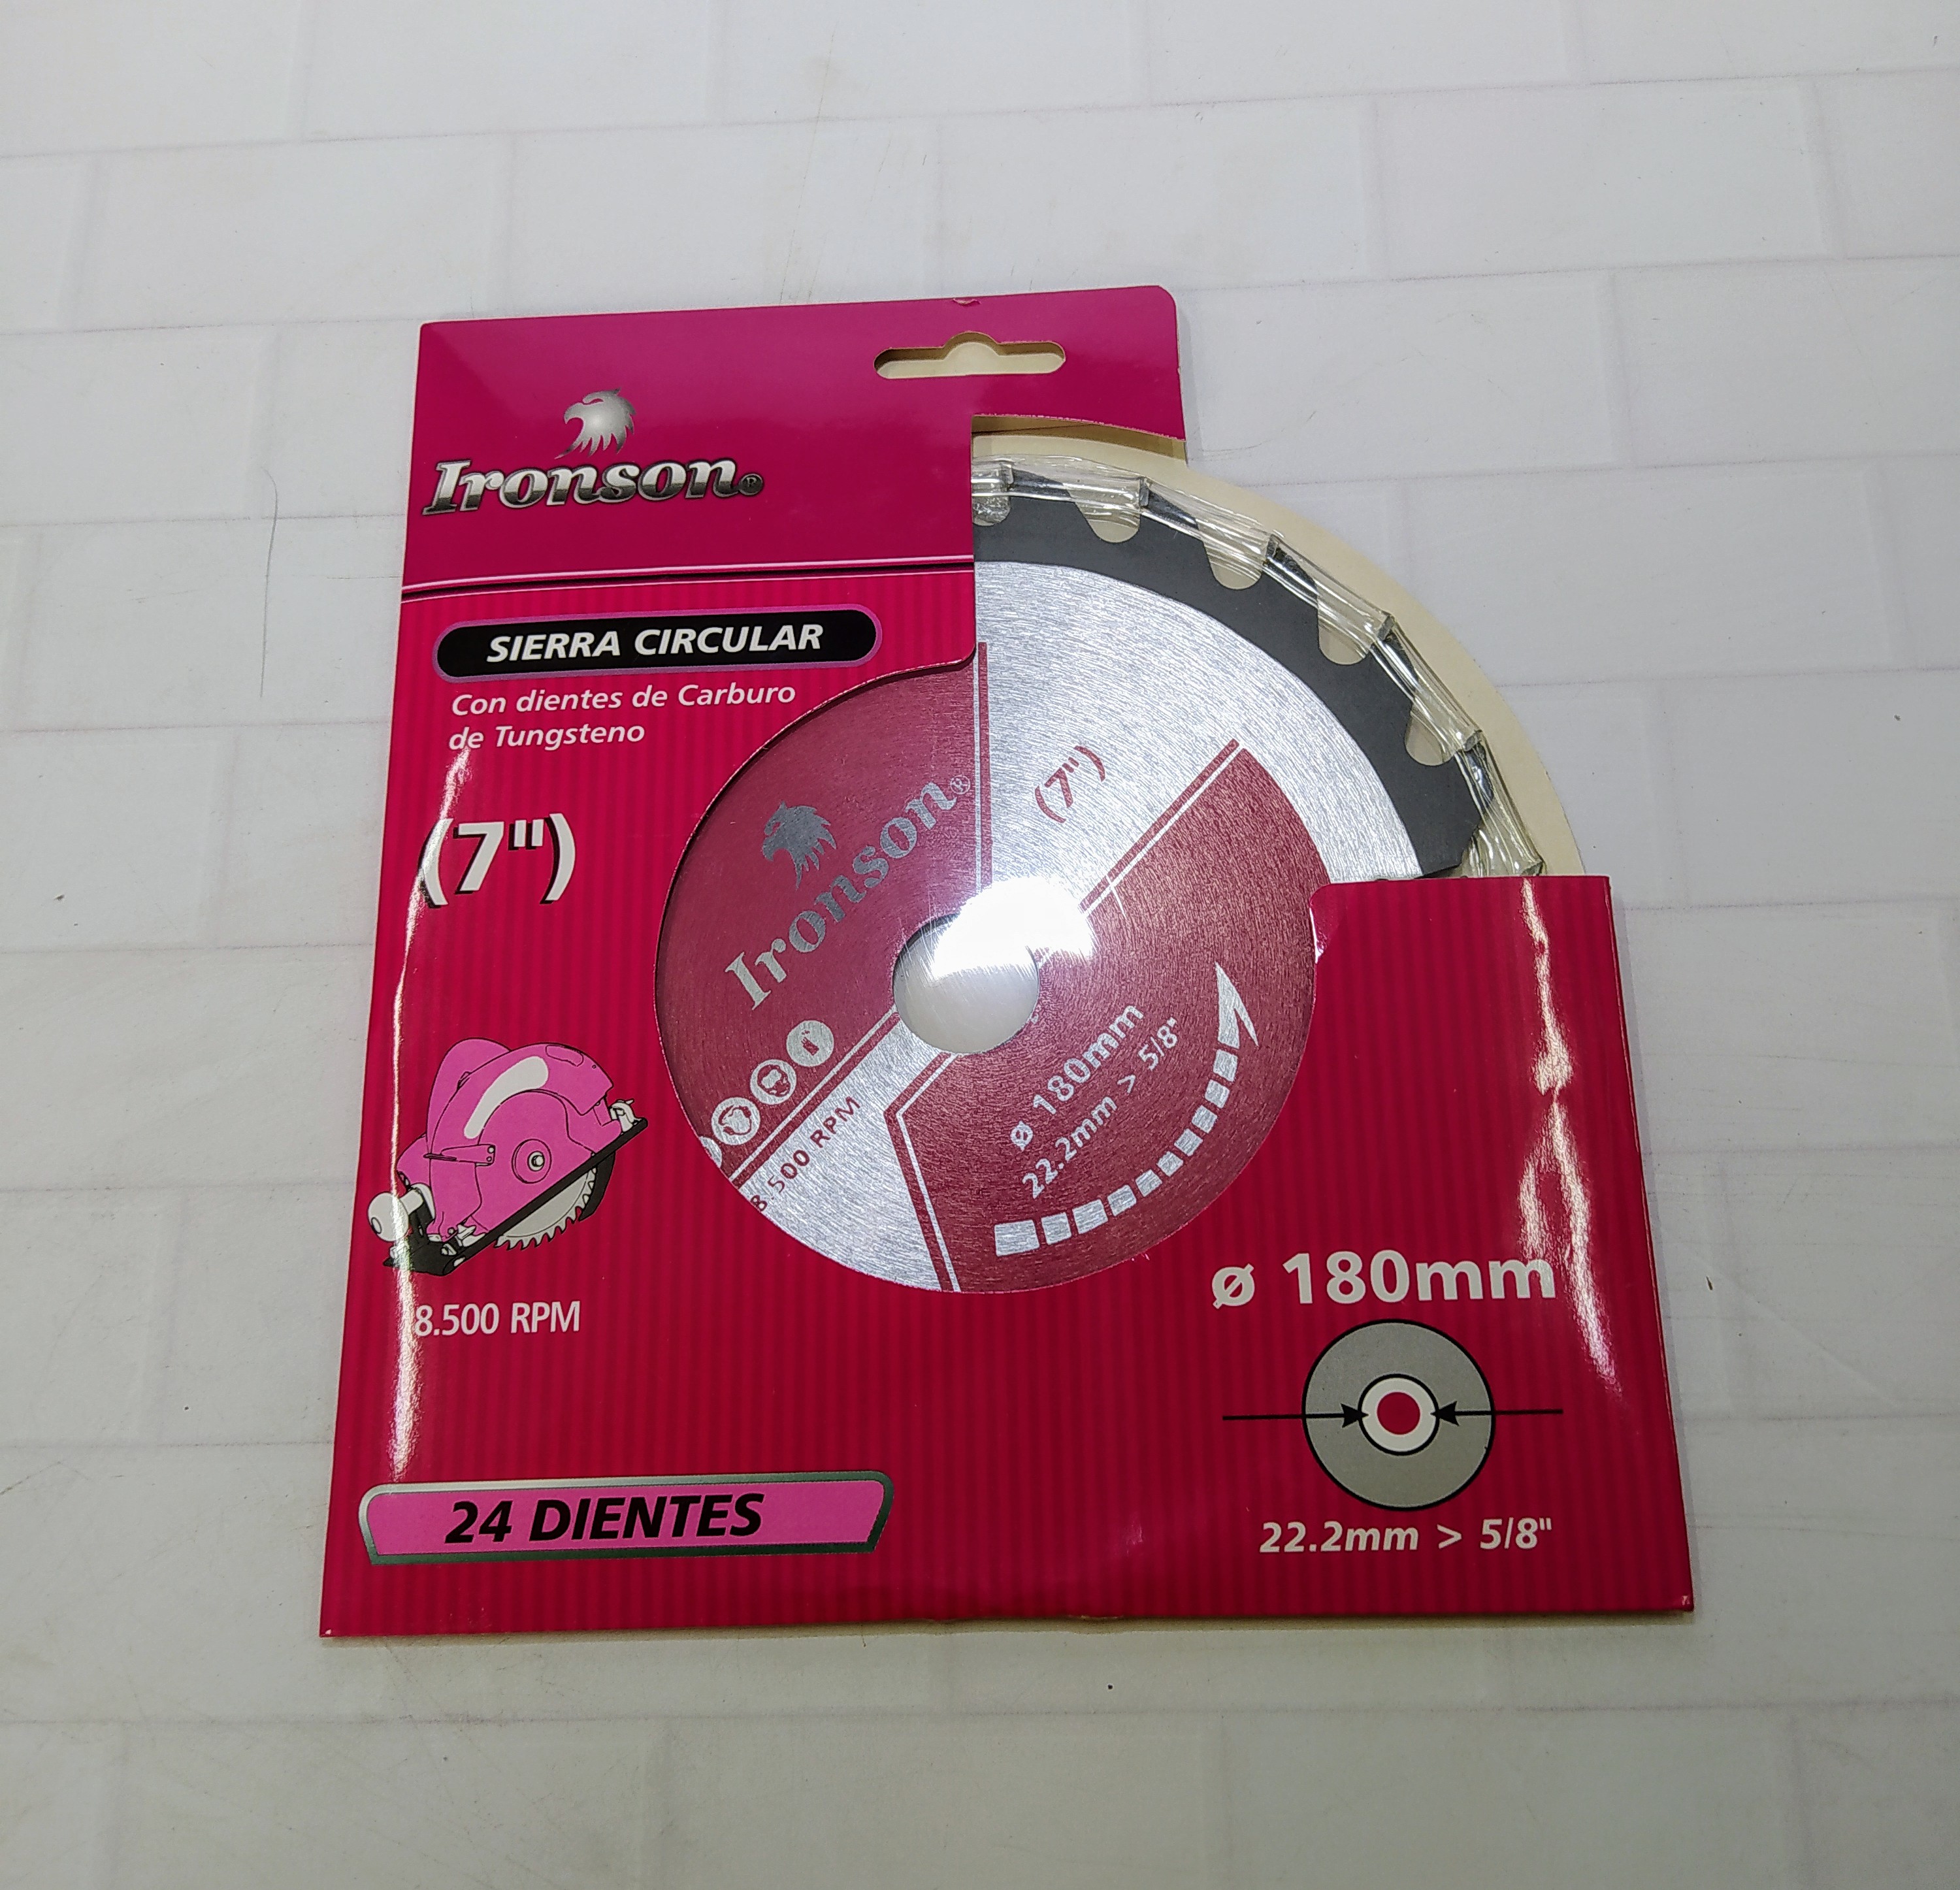 Ironson®
SIERRA CIRCULAR
Con dientes de Carburo
de Tungsteno
(7")
(7")
Ironson®
8.500 RPM
ø 180mm
22.2mm > 5/8"
8.500 RPM
ø 180mm
22.2mm > 5/8"
24 DIENTES